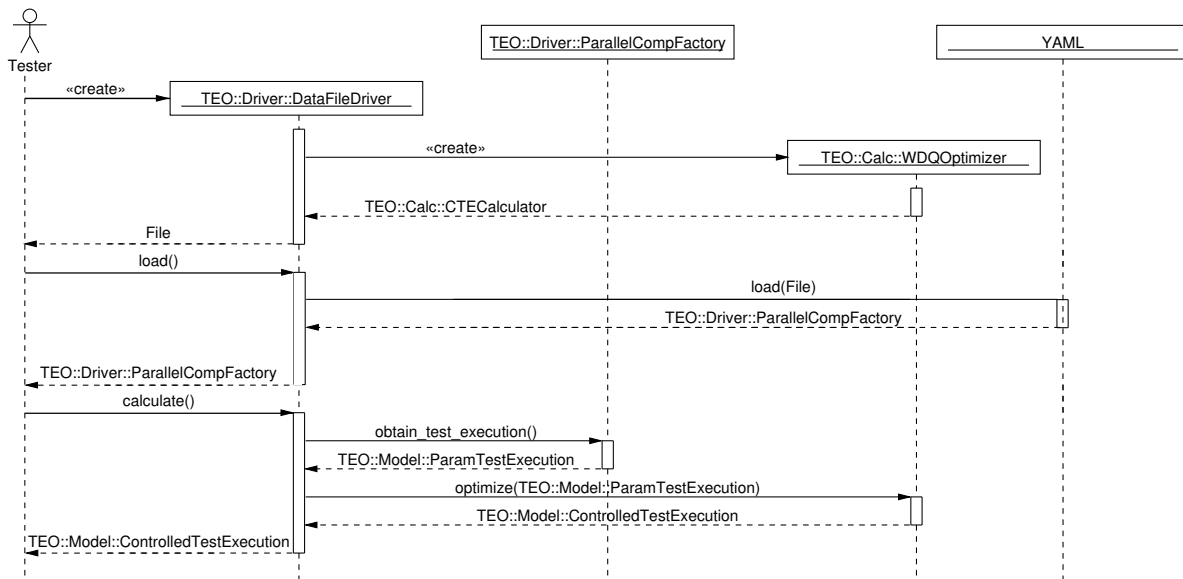 TEO::Driver::ParallelCompFactory
YAML
Tester
«create»
TEO::Driver::DataFileDriver
«create»
TEO::Calc::WDQOptimizer
TEO::Calc::CTECalculator
File
load()
load(File)
TEO::Driver::ParallelCompFactory
TEO::Driver::ParallelCompFactory
calculate()
obtain_test_execution()
TEO::Model::ParamTestExecution
optimize(TEO::Model::ParamTestExecution)
TEO::Model::ControlledTestExecution
TEO::Model::ControlledTestExecution